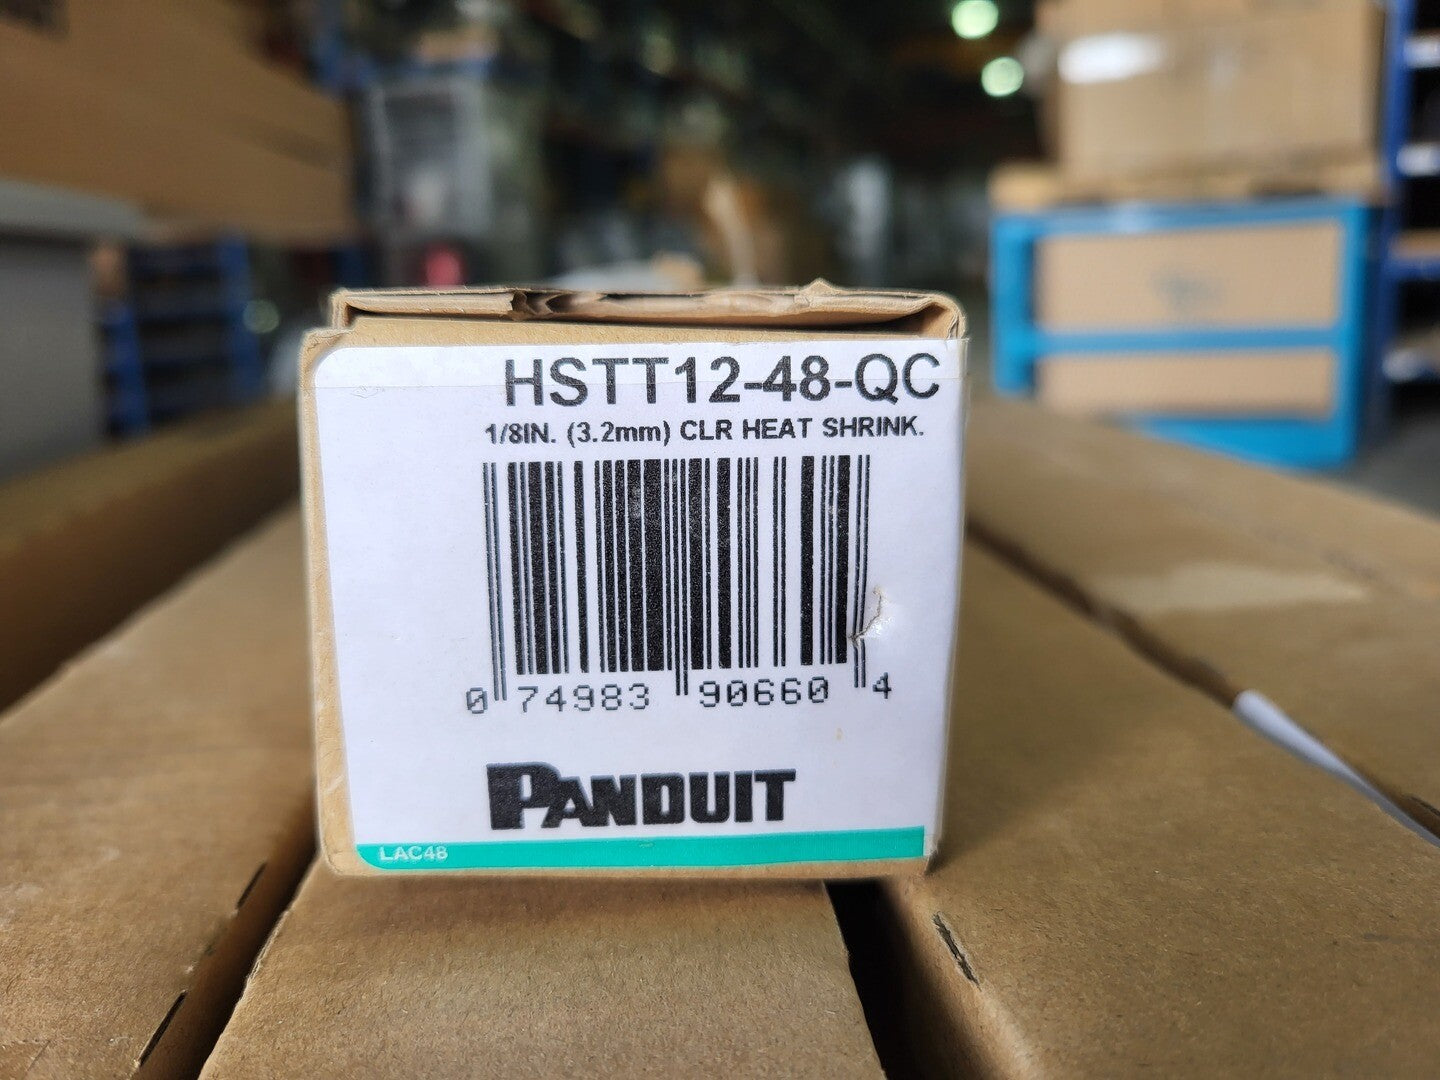 HSTT12-48-QC
1/8IN. (3.2mm) CLR HEAT SHRINK.
0 74983 90660 4
PANDUIT
LAC48